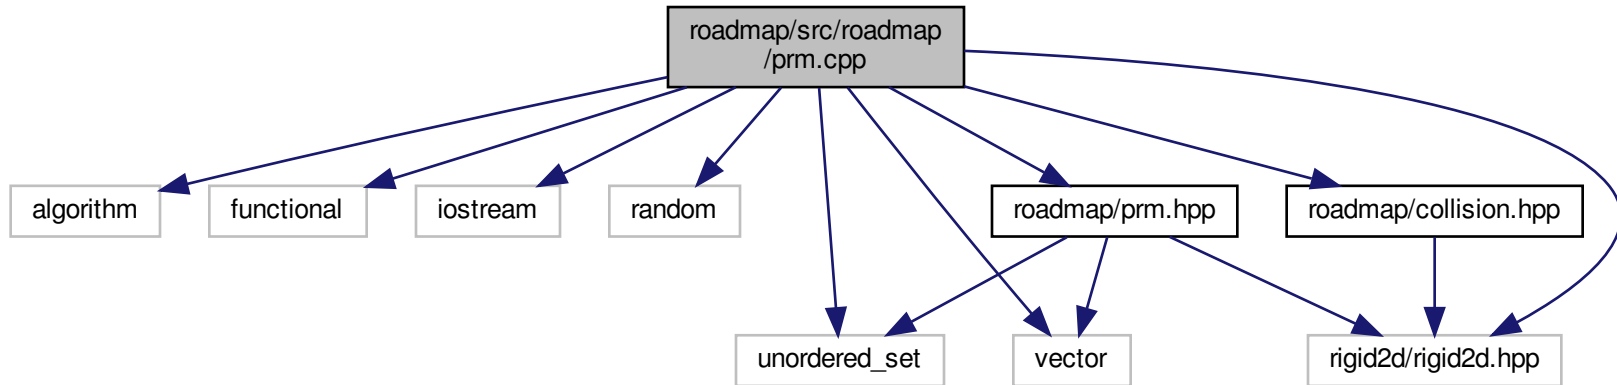 roadmap/src/roadmap
/prm.cpp
algorithm
functional
iostream
random
roadmap/prm.hpp
roadmap/collision.hpp
unordered_set
vector
rigid2d/rigid2d.hpp